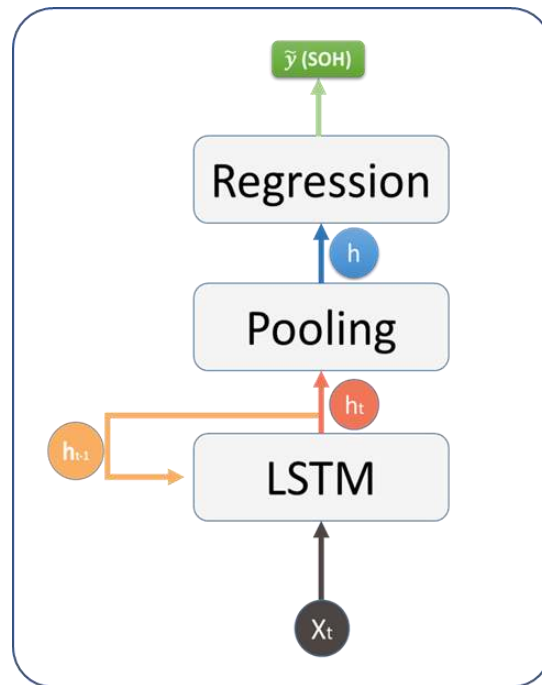 ỹ (SOH)
Regression
h
Pooling
hₜ
hₜ₋₁
LSTM
Xₜ